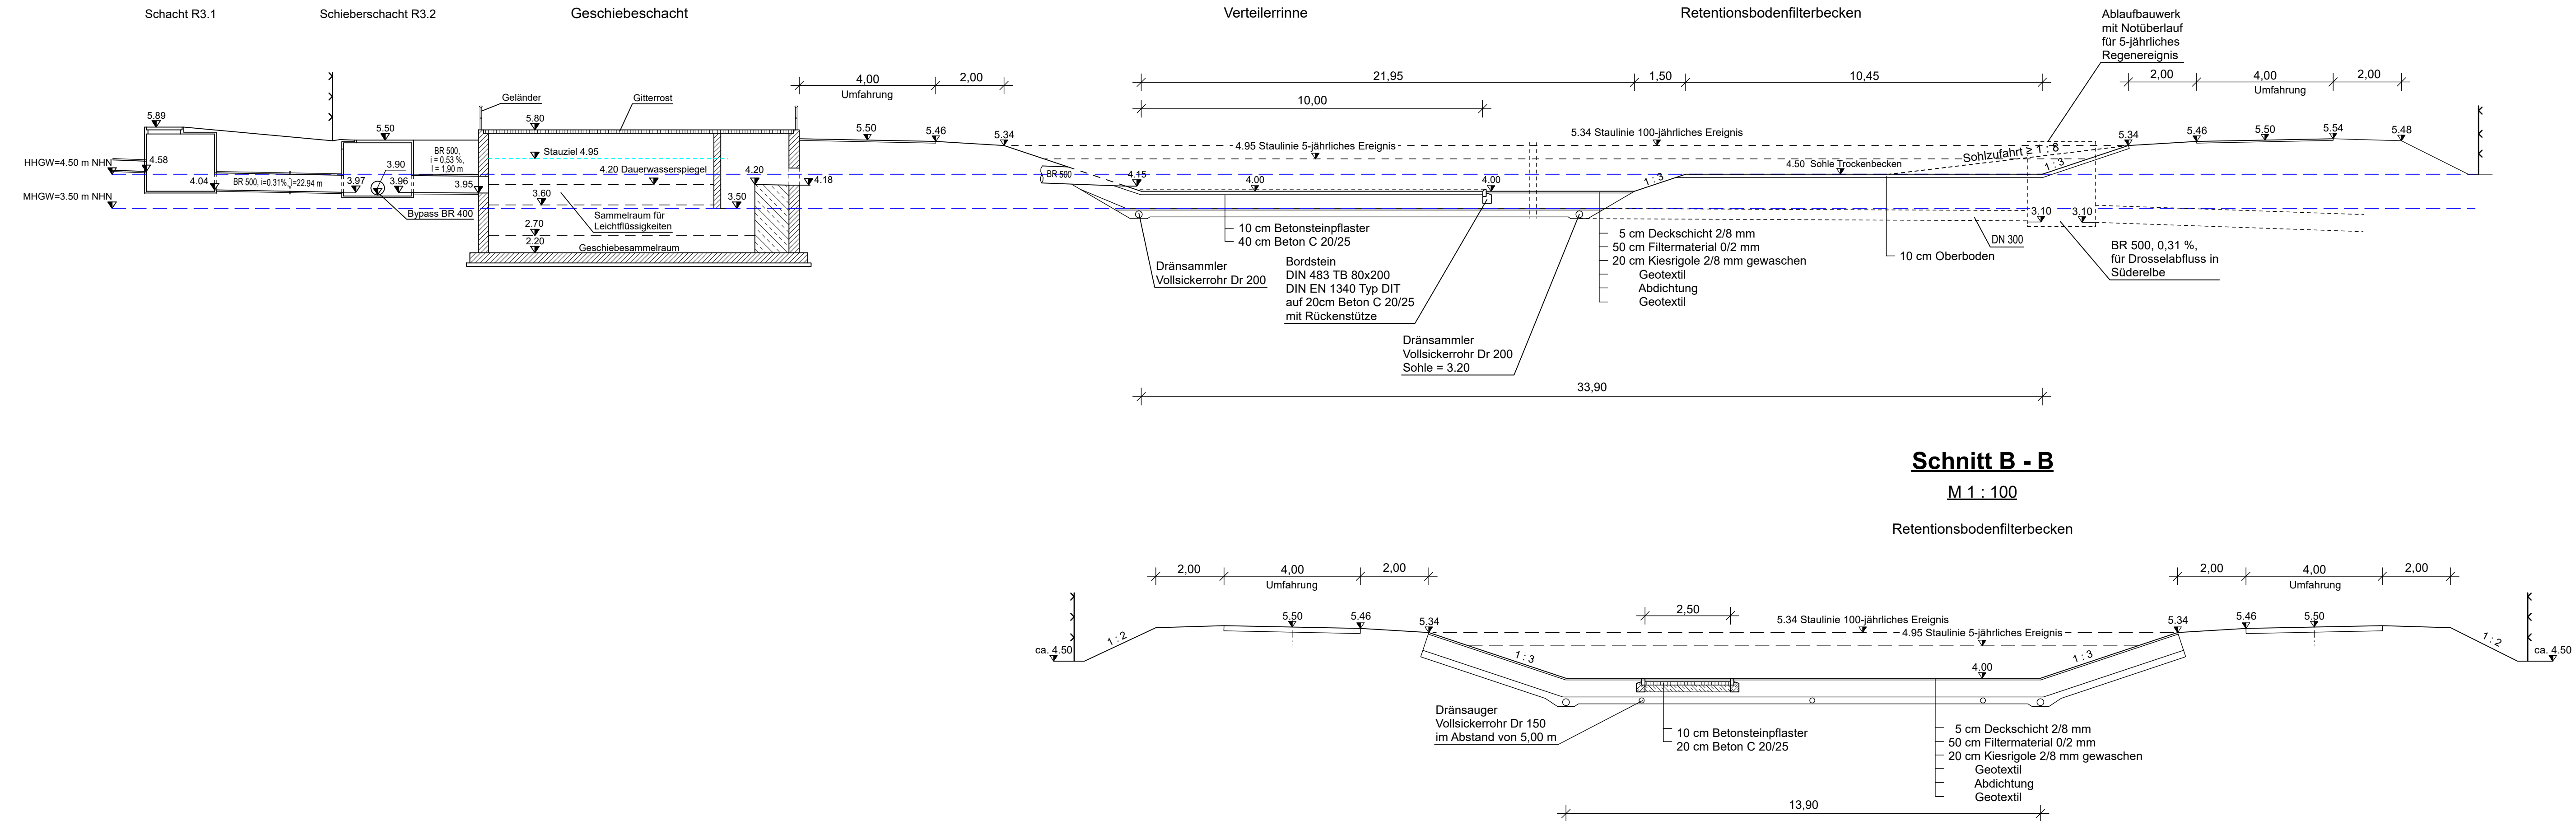 Schacht R3.1
Schieberschacht R3.2
Geschiebeschacht
Verteilerrinne
Retentionsbodenfilterbecken
Ablaufbauwerk
mit Notüberlauf
für 5-jährliches
Regenereignis
4,00
Umfahrung
2,00
21,95
1,50
10,45
10,00
2,00
4,00
Umfahrung
2,00
Geländer
Gitterrost
5.89
5.50
5.80
5.50
5.46
5.34
5.34 Staulinie 100-jährliches Ereignis
4.95 Staulinie 5-jährliches Ereignis
5.34
5.46
5.50
5.54
5.48
HHGW=4.50 m NHN
4.58
BR 500,
i = 0,53 %,
l = 1,90 m
Stauziel 4.95
4.20 Dauerwasserspiegel
4.20
4.18
BR 500
4.15
4.00
4.00
1 : 3
4.50 Sohle Trockenbecken
Sohlzufahrt ≥ 1 : 8
1 : 3
4.04
BR 500, i=0.31%, l=22.94 m
3.90
3.97
3.96
3.95
MHGW=3.50 m NHN
Bypass BR 400
3.60
Sammelraum für
Leichtflüssigkeiten
3.50
2.70
2.20
Geschiebesammelraum
3.10
3.10
10 cm Betonsteinpflaster
40 cm Beton C 20/25
5 cm Deckschicht 2/8 mm
50 cm Filtermaterial 0/2 mm
20 cm Kiesrigole 2/8 mm gewaschen
Geotextil
Abdichtung
Geotextil
DN 300
10 cm Oberboden
BR 500, 0,31 %,
für Drosselabfluss in
Süderelbe
Dränsammler
Vollsickerrohr Dr 200
Bordstein
DIN 483 TB 80x200
DIN EN 1340 Typ DIT
auf 20cm Beton C 20/25
mit Rückenstütze
Dränsammler
Vollsickerrohr Dr 200
Sohle = 3.20
33,90
Schnitt B - B
M 1 : 100
Retentionsbodenfilterbecken
2,00
4,00
Umfahrung
2,00
2,50
2,00
4,00
Umfahrung
2,00
ca. 4.50
1 : 2
5.50
5.46
5.34
5.34 Staulinie 100-jährliches Ereignis
4.95 Staulinie 5-jährliches Ereignis
5.34
5.46
5.50
1 : 2
ca. 4.50
1 : 3
4.00
1 : 3
Dränsauger
Vollsickerrohr Dr 150
im Abstand von 5,00 m
10 cm Betonsteinpflaster
20 cm Beton C 20/25
5 cm Deckschicht 2/8 mm
50 cm Filtermaterial 0/2 mm
20 cm Kiesrigole 2/8 mm gewaschen
Geotextil
Abdichtung
Geotextil
13,90